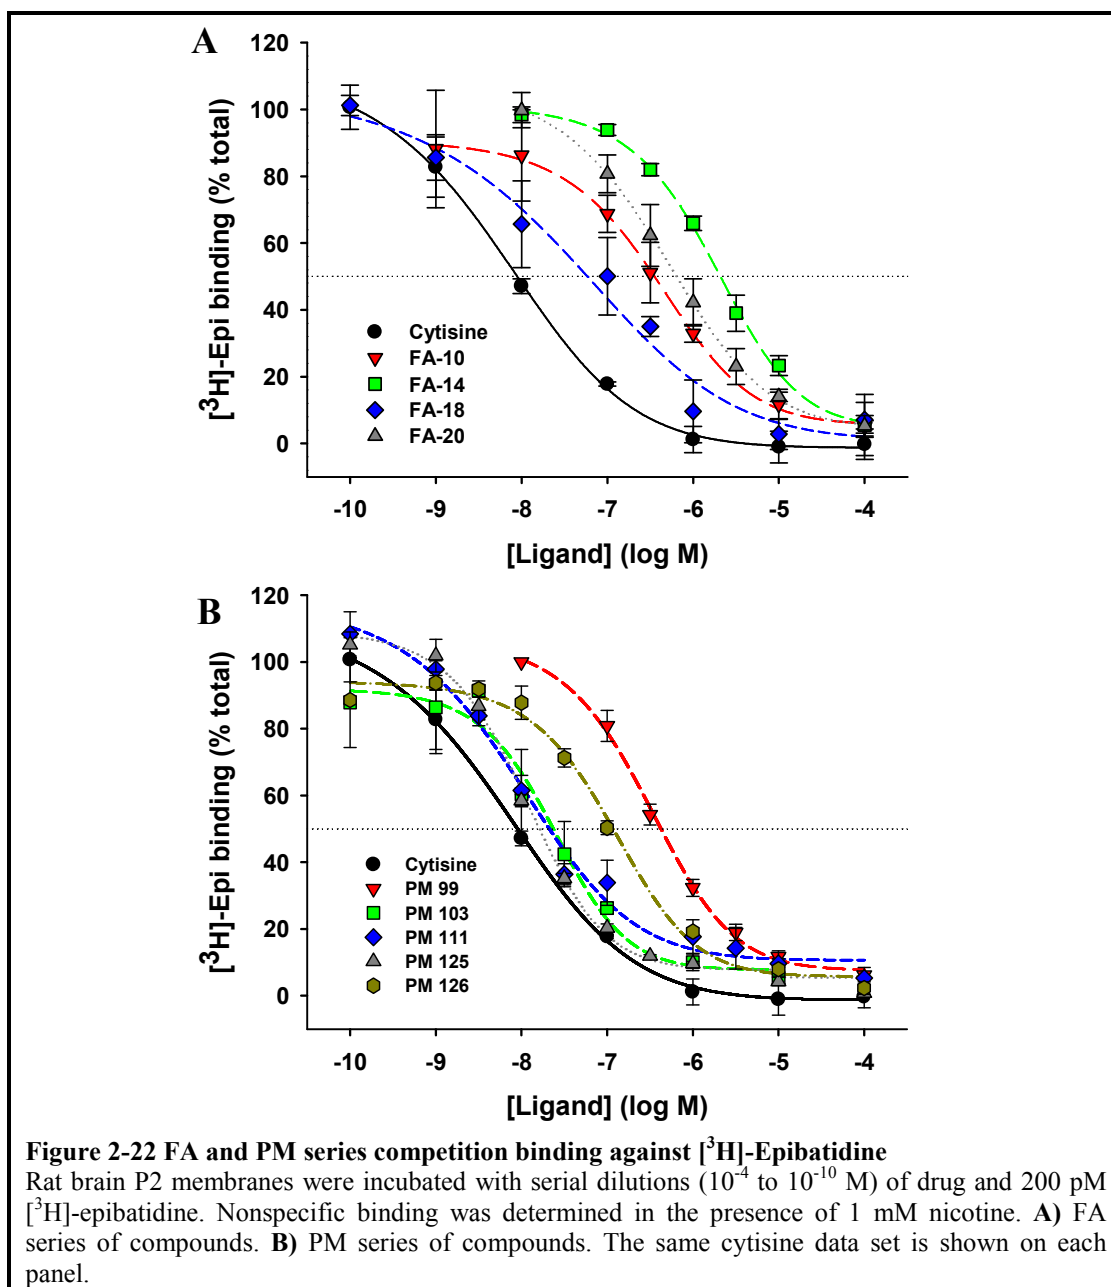 A
[3H]-Epi binding (% total)
120
100
80
60
40
20
0
Cytisine
FA-10
FA-14
FA-18
FA-20
-10 -9 -8 -7 -6 -5 -4
[Ligand] (log M)
B
[3H]-Epi binding (% total)
120
100
80
60
40
20
0
Cytisine
PM 99
PM 103
PM 111
PM 125
PM 126
-10 -9 -8 -7 -6 -5 -4
[Ligand] (log M)
Figure 2-22 FA and PM series competition binding against [³H]-Epibatidine
Rat brain P2 membranes were incubated with serial dilutions (10⁻⁴ to 10⁻¹⁰ M) of drug and 200 pM
[³H]-epibatidine. Nonspecific binding was determined in the presence of 1 mM nicotine. A) FA
series of compounds. B) PM series of compounds. The same cytisine data set is shown on each
panel.